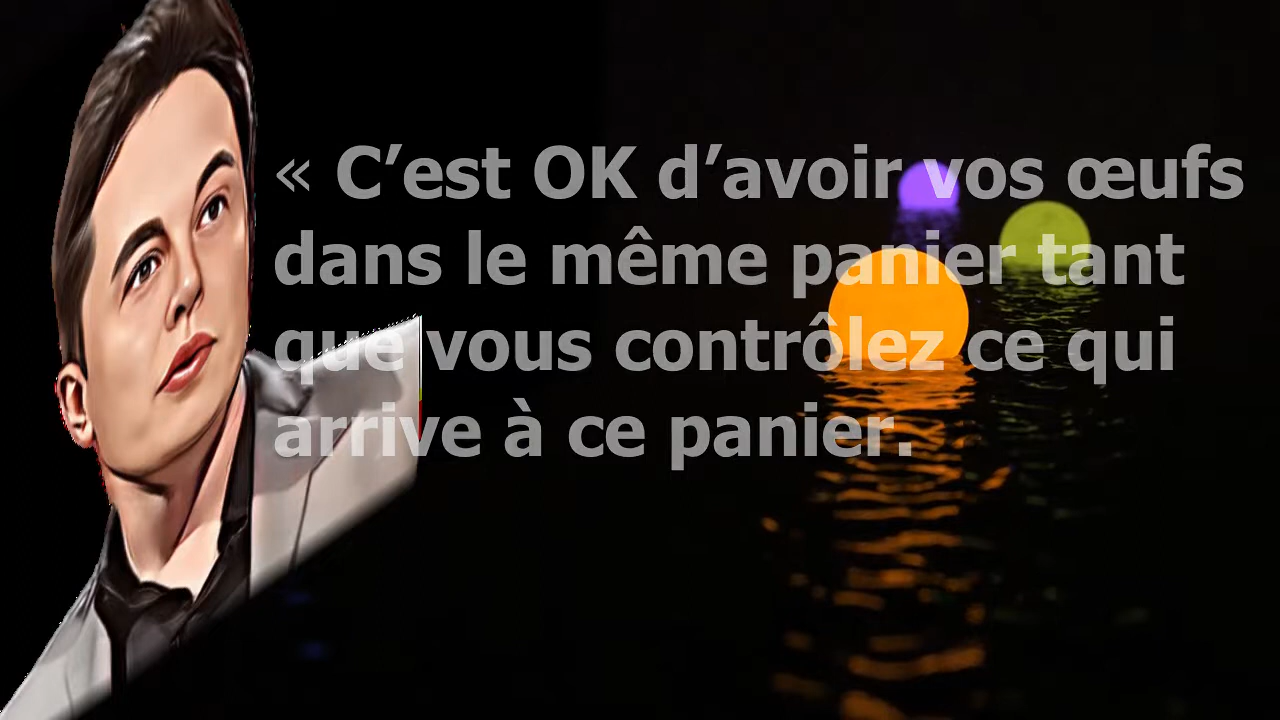 « C’est OK d’avoir vos œufs
dans le même panier tant
que vous contrôlez ce qui
arrive à ce panier.